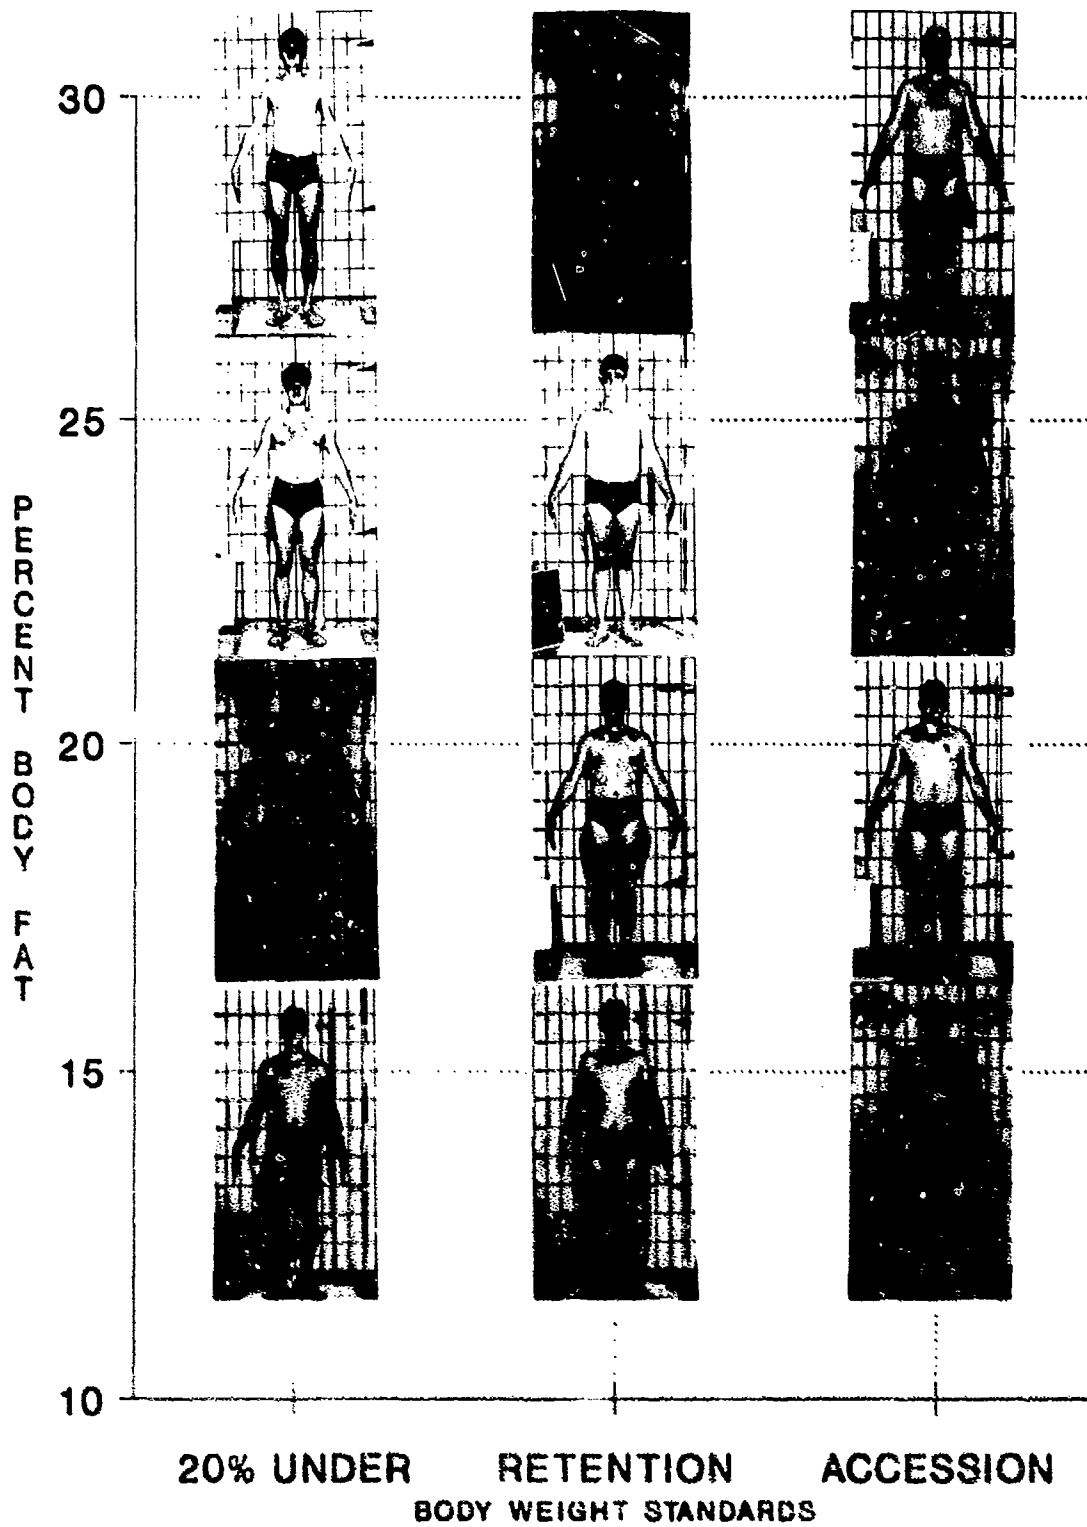 30
25
20
15
10
PERCENT BODY FAT
20% UNDER RETENTION ACCESSION
BODY WEIGHT STANDARDS